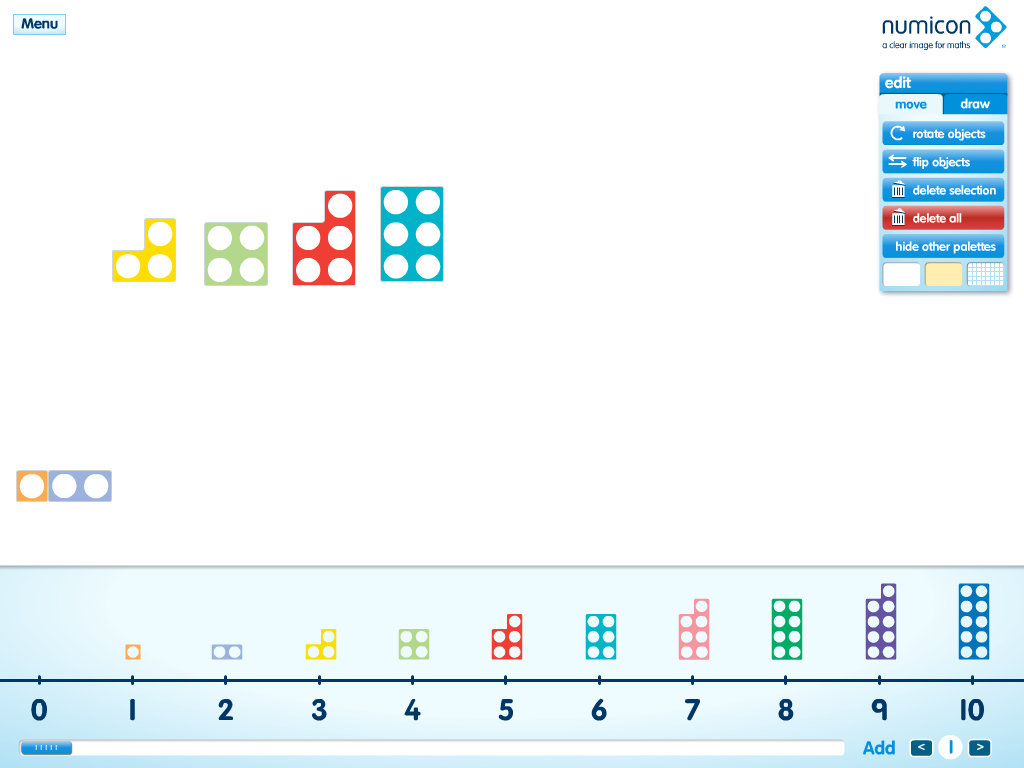 Menu
numicon
a clear image for maths
edit
move draw
rotate objects
flip objects
delete selection
delete all
hide other palettes
0 1 2 3 4 5 6 7 8 9 10
Add < 1 >